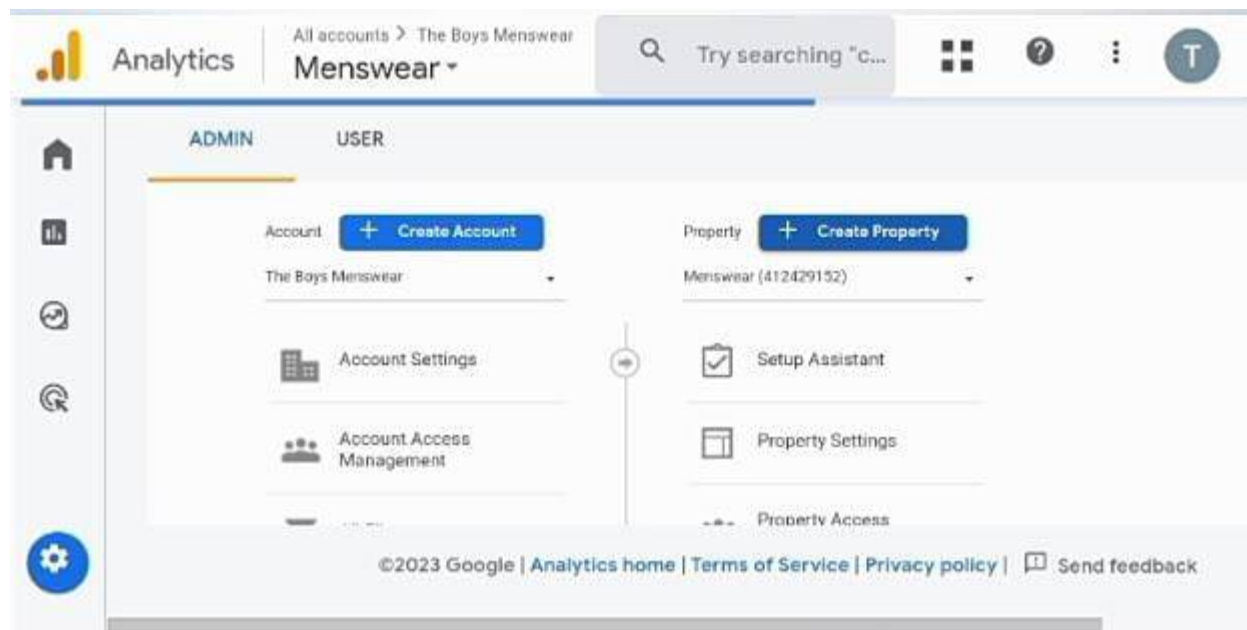 All accounts > The Boys Menswear
Analytics
Menswear
Try searching "c...
T
ADMIN
USER
Account
+ Create Account
Property
+ Create Property
The Boys Menswear
Menswear (412429152)
Account Settings
Setup Assistant
Account Access
Management
Property Settings
Property Access
©2023 Google | Analytics home | Terms of Service | Privacy policy |
Send feedback